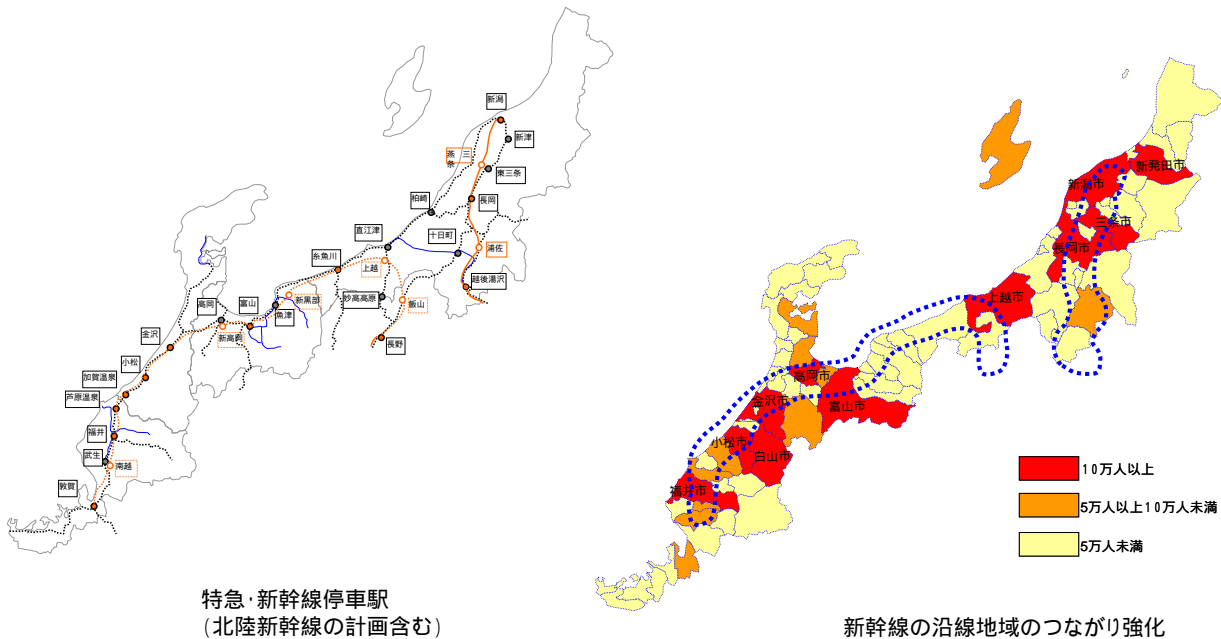 新潟
新津
燕三
条
東三条
柏崎
長岡
十日町
直江津
浦佐
糸魚川
上越
越後湯沢
妙高高原
飯山
新黒部
富山
高岡
魚津
新高岡
長野
金沢
小松
加賀温泉
芦原温泉
福井
武生
南越
敦賀
特急・新幹線停車駅
(北陸新幹線の計画含む)
新発田市
新潟市
三条市
長岡市
上越市
高岡市
金沢市
富山市
小松市
白山市
福井市
10万人以上
5万人以上10万人未満
5万人未満
新幹線の沿線地域のつながり強化